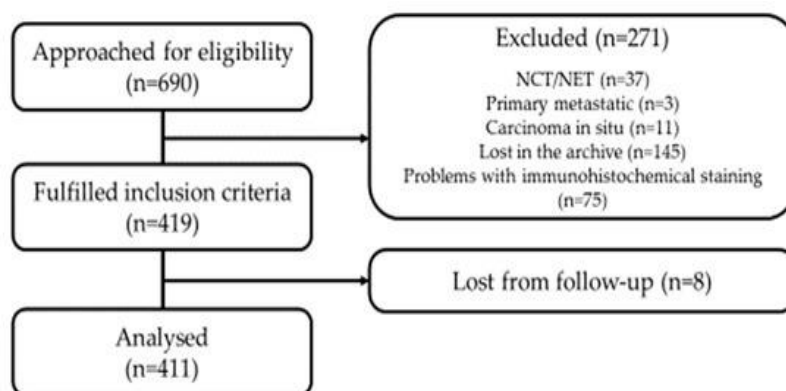 Approached for eligibility
(n=690)
Excluded (n=271)
NCT/NET (n=37)
Primary metastatic (n=3)
Carcinoma in situ (n=11)
Lost in the archive (n=145)
Problems with immunohistochemical staining
(n=75)
Fulfilled inclusion criteria
(n=419)
Lost from follow-up (n=8)
Analysed
(n=411)